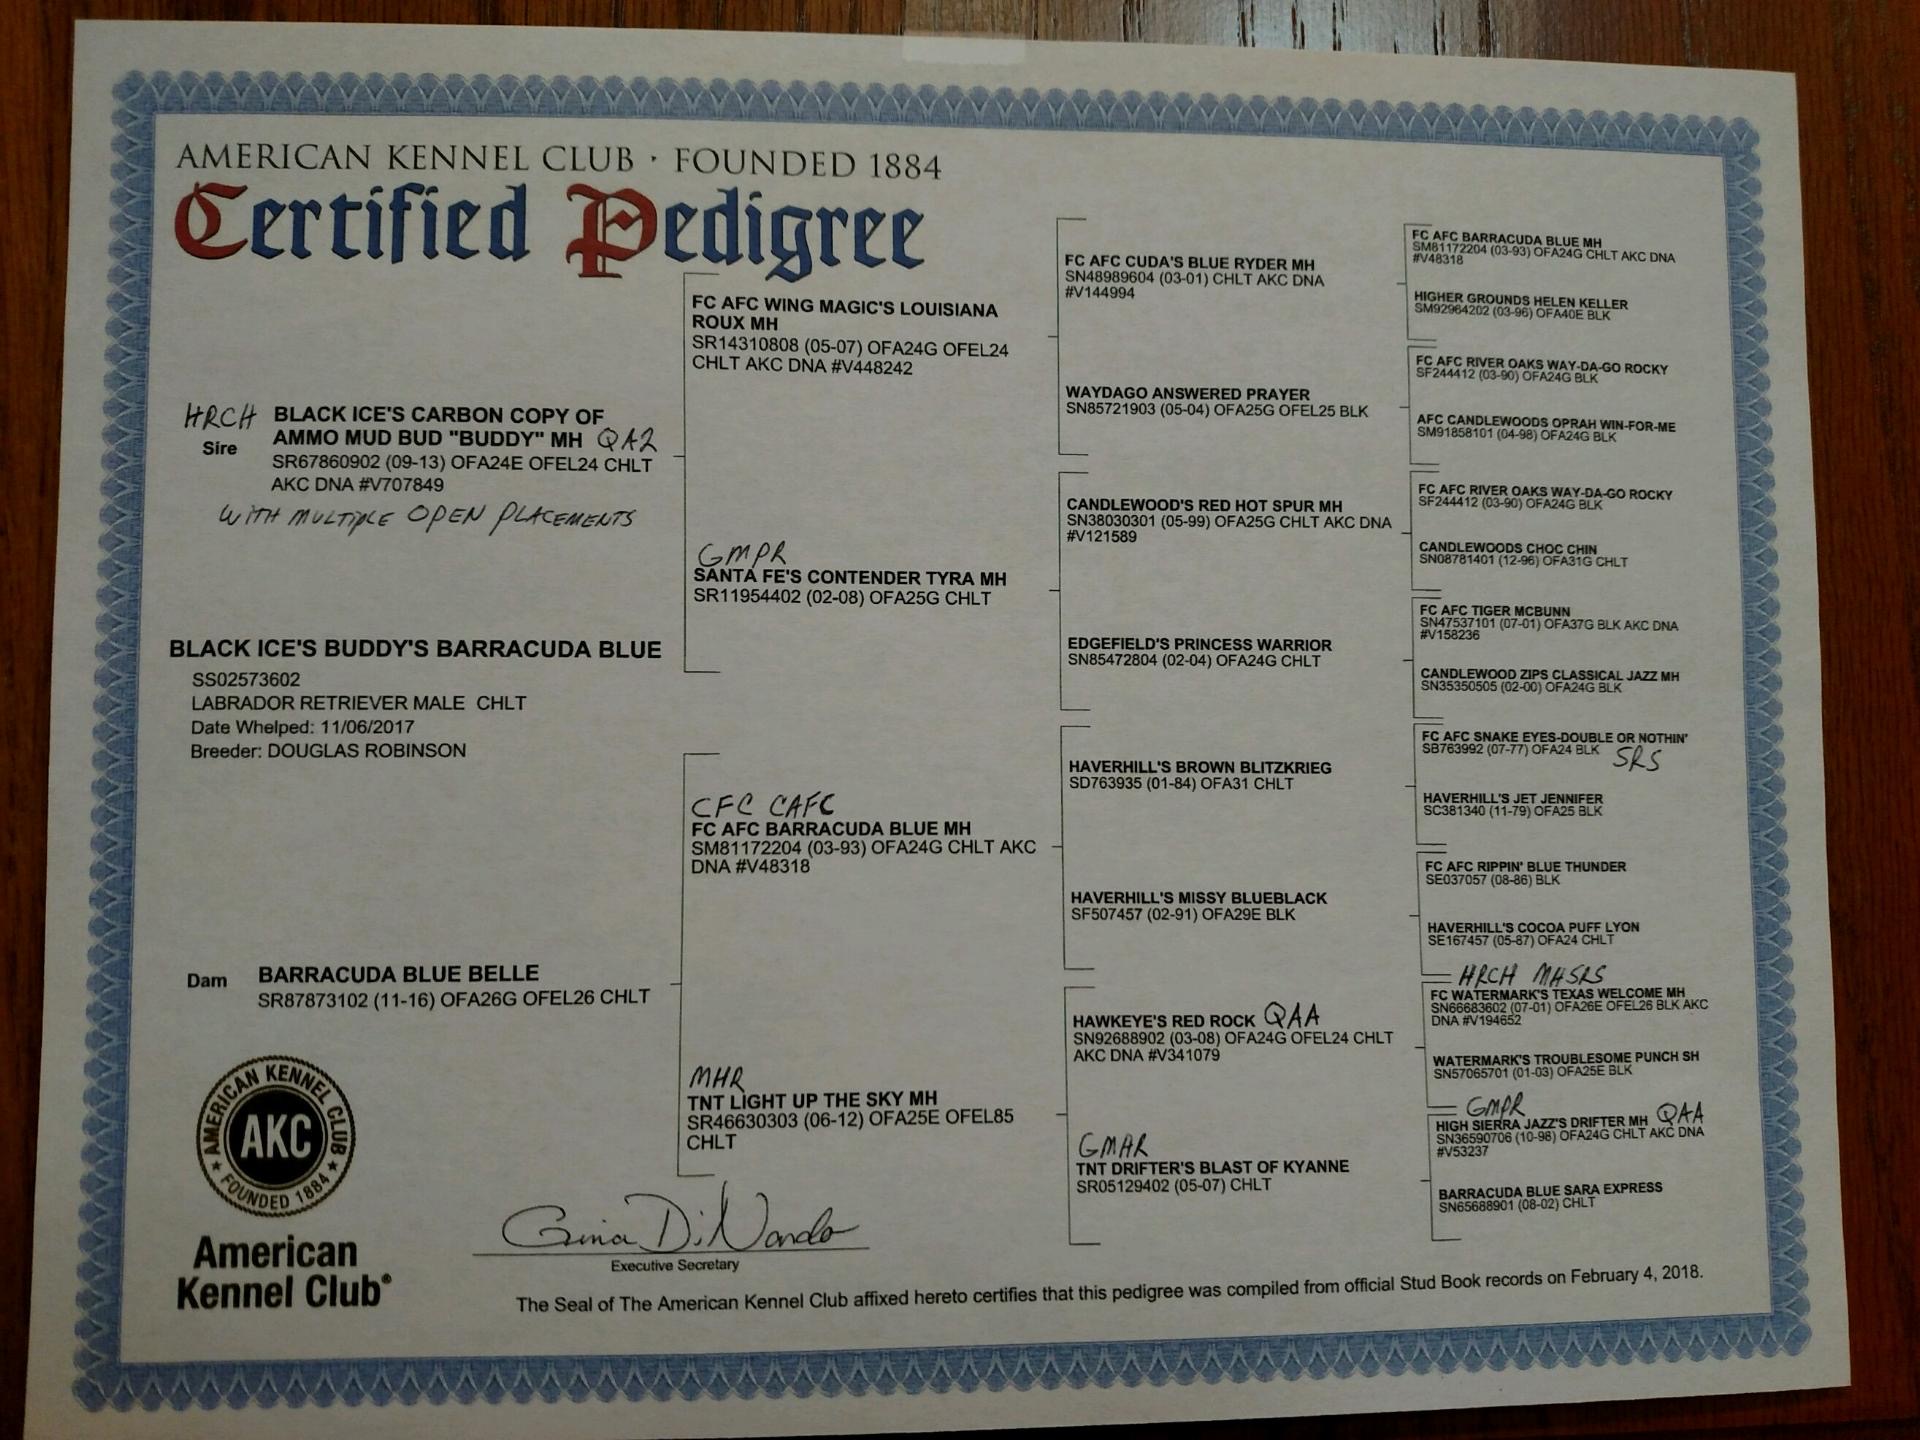 AMERICAN KENNEL CLUB · FOUNDED 1884
Certified Pedigree
HRCH
BLACK ICE'S CARBON COPY OF
AMMO MUD BUD "BUDDY" MH QA2
Sire
SR67860902 (09-13) OFA24E OFEL24 CHLT
AKC DNA #V707849
WITH MULTIPLE OPEN PLACEMENTS
BLACK ICE'S BUDDY'S BARRACUDA BLUE
SS02573602
LABRADOR RETRIEVER MALE CHLT
Date Whelped: 11/06/2017
Breeder: DOUGLAS ROBINSON
Dam
BARRACUDA BLUE BELLE
SR87873102 (11-16) OFA26G OFEL26 CHLT
FC AFC WING MAGIC'S LOUISIANA
ROUX MH
SR14310808 (05-07) OFA24G OFEL24
CHLT AKC DNA #V448242
GMPR
SANTA FE'S CONTENDER TYRA MH
SR11954402 (02-08) OFA25G CHLT
CFC CAFC
FC AFC BARRACUDA BLUE MH
SM81172204 (03-93) OFA24G CHLT AKC
DNA #V48318
MHR
TNT LIGHT UP THE SKY MH
SR46630303 (06-12) OFA25E OFEL85
CHLT
FC AFC CUDA'S BLUE RYDER MH
SN48989604 (03-01) CHLT AKC DNA
#V144994
WAYDAGO ANSWERED PRAYER
SN85721903 (05-04) OFA25G OFEL25 BLK
CANDLEWOOD'S RED HOT SPUR MH
SN38030301 (05-99) OFA25G CHLT AKC DNA
#V121589
EDGEFIELD'S PRINCESS WARRIOR
SN85472804 (02-04) OFA24G CHLT
HAVERHILL'S BROWN BLITZKRIEG
SD763935 (01-84) OFA31 CHLT
HAVERHILL'S MISSY BLUEBLACK
SF507457 (02-91) OFA29E BLK
HAWKEYE'S RED ROCK QAA
SN92688902 (03-08) OFA24G OFEL24 CHLT
AKC DNA #V341079
GMHR
TNT DRIFTER'S BLAST OF KYANNE
SR05129402 (05-07) CHLT
FC AFC BARRACUDA BLUE MH
SM81172204 (03-93) OFA24G CHLT AKC DNA
#V48318
HIGHER GROUNDS HELEN KELLER
SM92964202 (03-96) OFA40E BLK
FC AFC RIVER OAKS WAY-DA-GO ROCKY
SF244412 (03-90) OFA24G BLK
AFC CANDLEWOODS OPRAH WIN-FOR-ME
SM91858101 (04-98) OFA24G BLK
FC AFC RIVER OAKS WAY-DA-GO ROCKY
SF244412 (03-90) OFA24G BLK
CANDLEWOODS CHOC CHIN
SN08781401 (12-96) OFA31G CHLT
FC AFC TIGER MCBUNN
SN47537101 (07-01) OFA37G BLK AKC DNA
#V158236
CANDLEWOOD ZIPS CLASSICAL JAZZ MH
SN35350505 (02-00) OFA24G BLK
FC AFC SNAKE EYES-DOUBLE OR NOTHIN'
SB763992 (07-77) OFA24 BLK SRS
HAVERHILL'S JET JENNIFER
SC381340 (11-79) OFA25 BLK
FC AFC RIPPIN' BLUE THUNDER
SE037057 (08-86) BLK
HAVERHILL'S COCOA PUFF LYON
SE167457 (05-87) OFA24 CHLT
HRCH MHSRS
FC WATERMARK'S TEXAS WELCOME MH
SN66683602 (07-01) OFA26E OFEL26 BLK AKC
DNA #V194652
WATERMARK'S TROUBLESOME PUNCH SH
SN57065701 (01-03) OFA25E BLK
GMPR
HIGH SIERRA JAZZ'S DRIFTER MH QAA
SN36590706 (10-98) OFA24G CHLT AKC DNA
#V53237
BARRACUDA BLUE SARA EXPRESS
SN65688901 (08-02) CHLT
AMERICAN KENNEL CLUB
AKC
FOUNDED 1884
American
Kennel Club®
Gina DiNardo
Executive Secretary
The Seal of The American Kennel Club affixed hereto certifies that this pedigree was compiled from official Stud Book records on February 4, 2018.